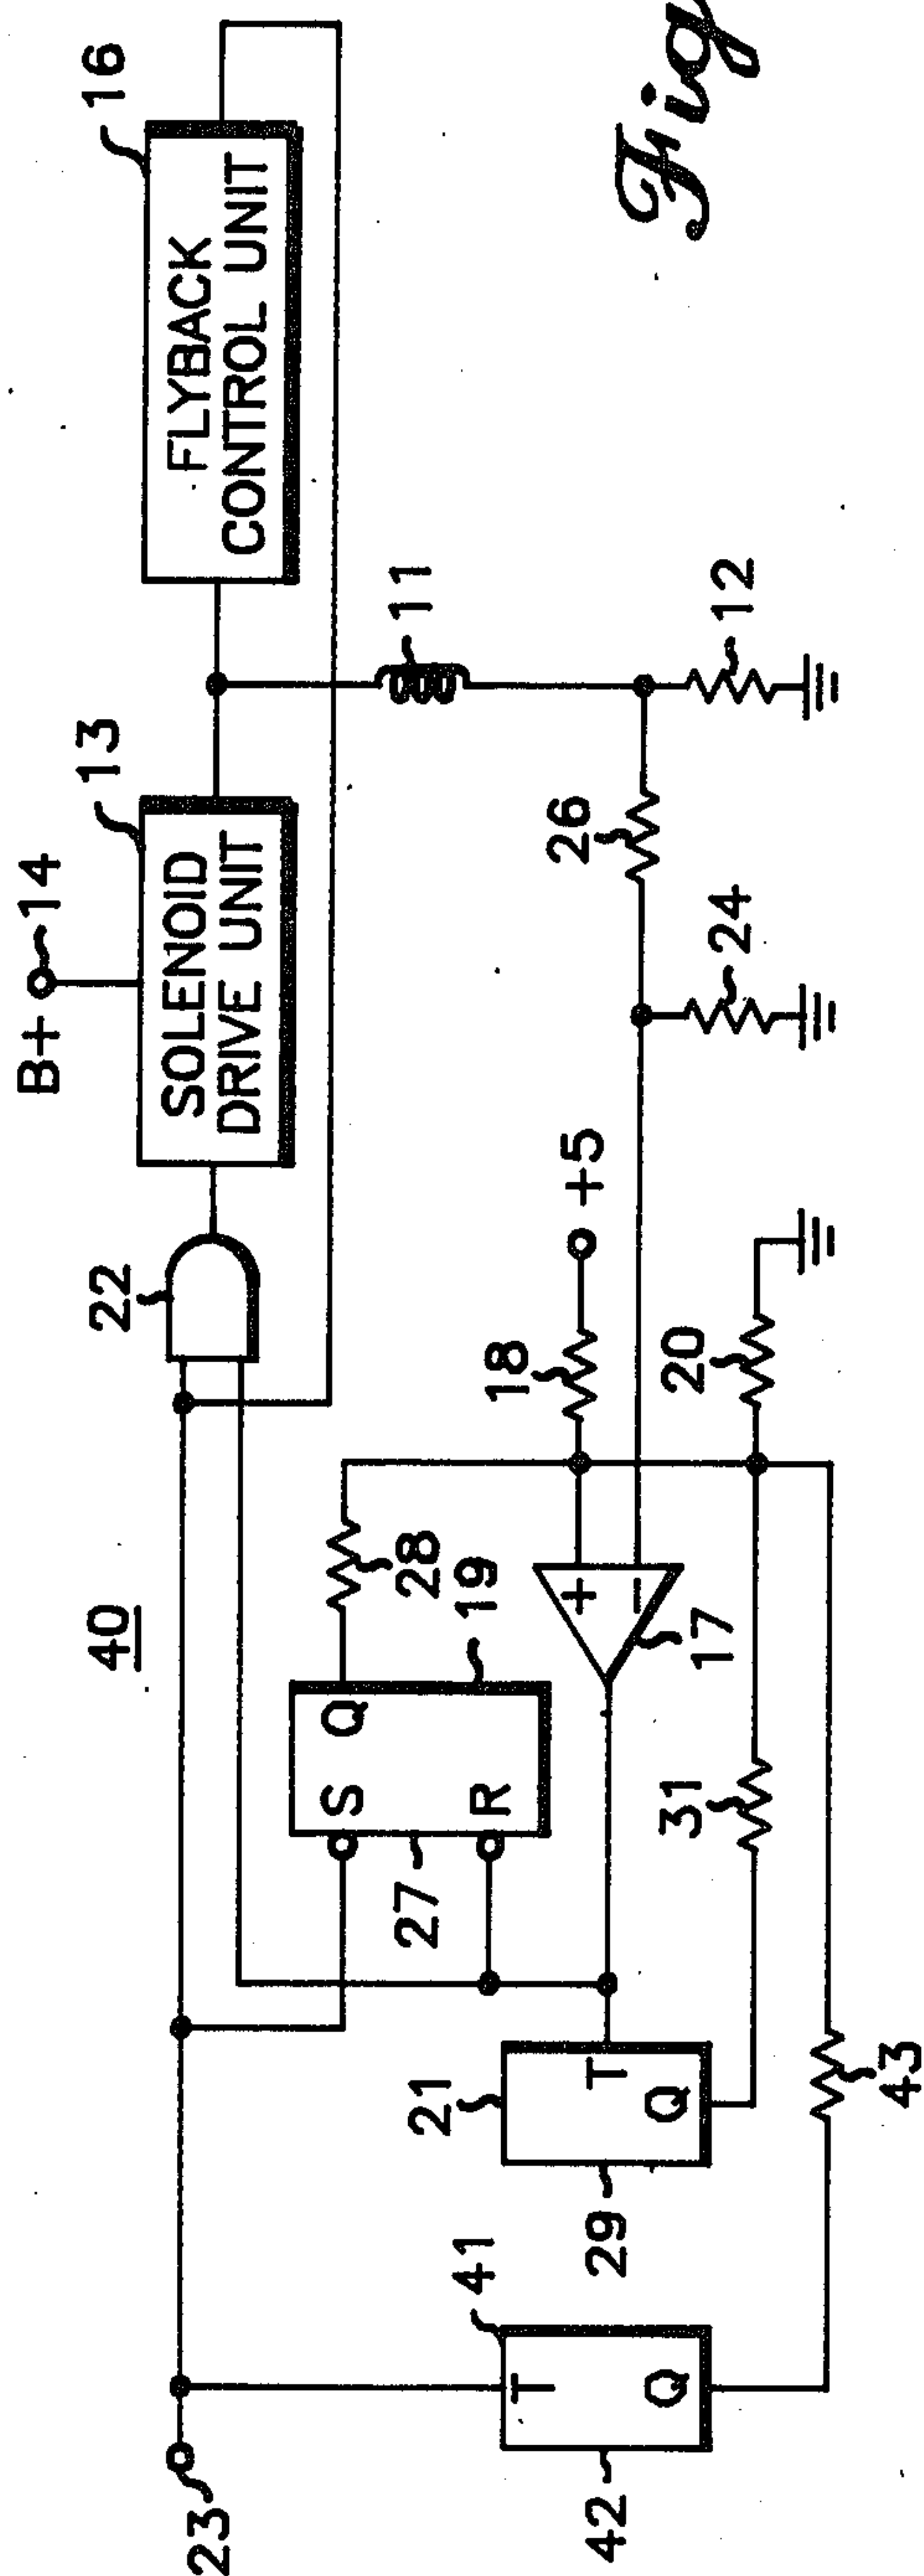 B+
14
13
16
SOLENOID
DRIVE UNIT
FLYBACK
CONTROL UNIT
22
40
11
12
26
24
+5
18
20
28
19
S
Q
R
27
+
−
17
31
21
T
Q
29
41
T
Q
42
43
23
Fig